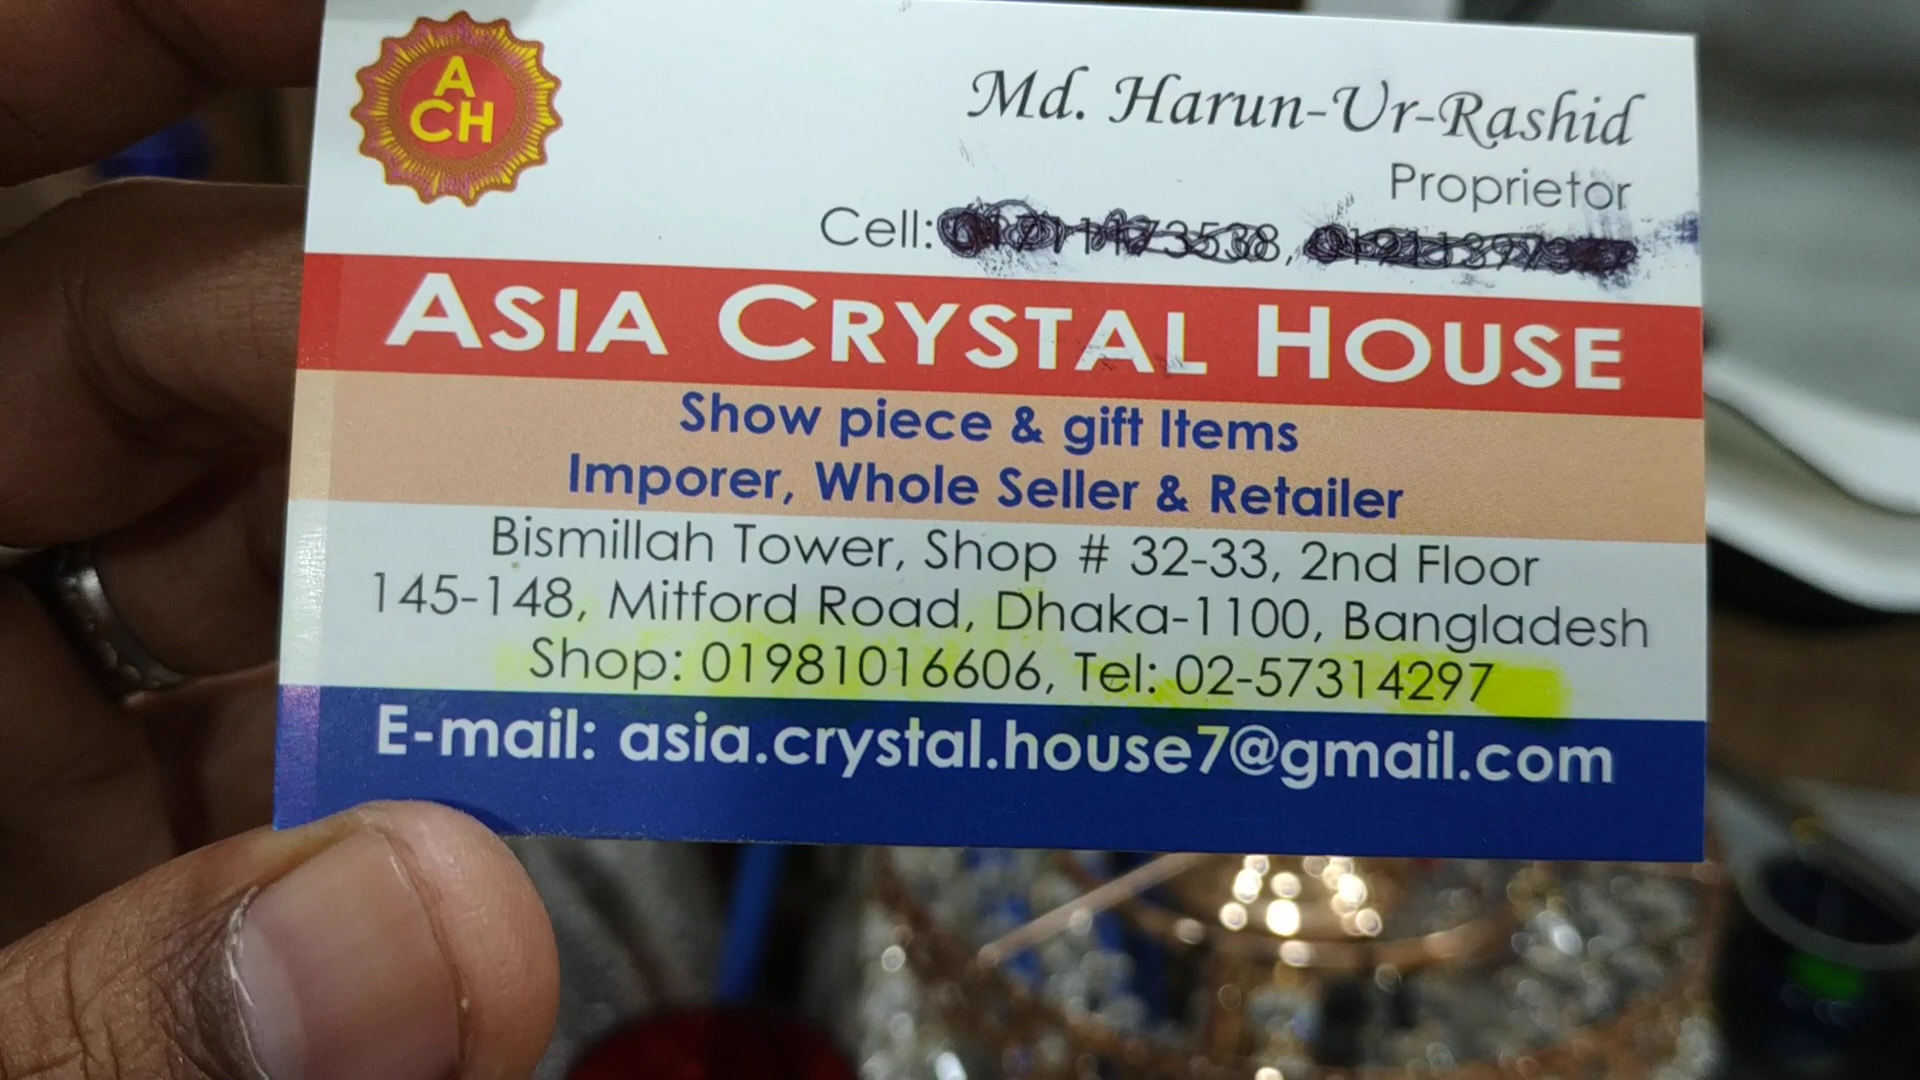 A
CH
Md. Harun-Ur-Rashid
Proprietor
Cell:
ASIA CRYSTAL HOUSE
Show piece & gift Items
Imporer, Whole Seller & Retailer
Bismillah Tower, Shop # 32-33, 2nd Floor
145-148, Mitford Road, Dhaka-1100, Bangladesh
Shop: 01981016606, Tel: 02-57314297
E-mail: asia.crystal.house7@gmail.com